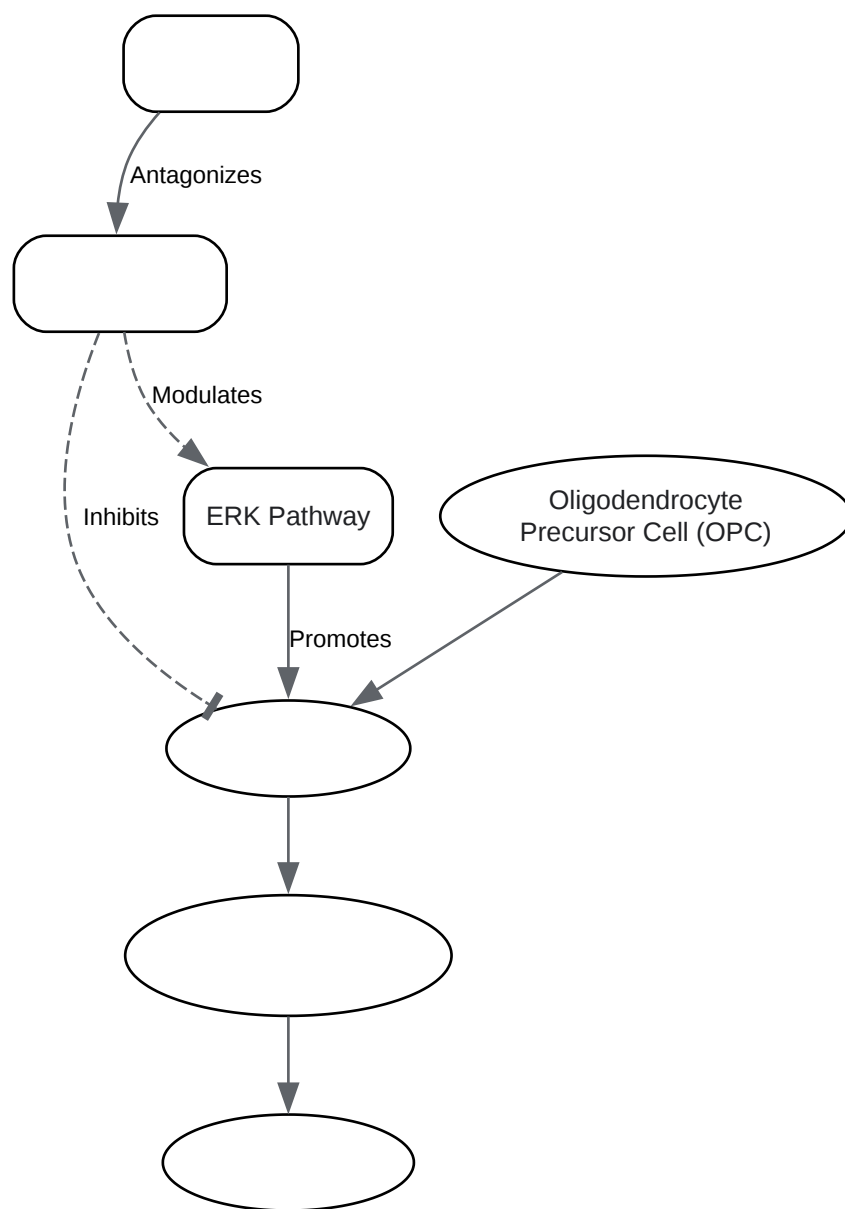 Antagonizes
Modulates
Inhibits
ERK Pathway
Oligodendrocyte
Precursor Cell (OPC)
Promotes